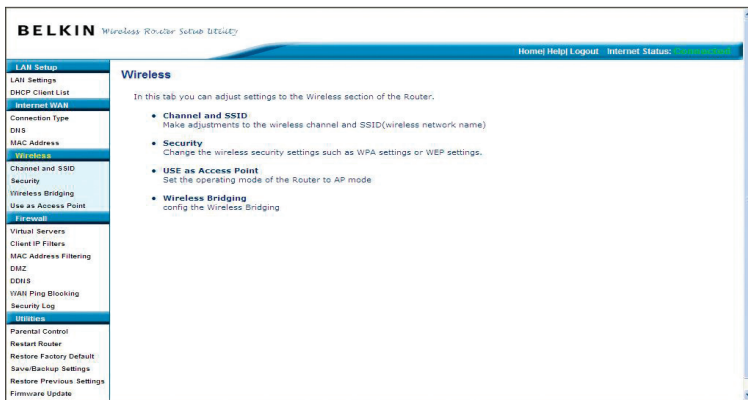 BELKIN Wireless Router Setup Utility
Home| Help| Logout Internet Status: Connected
LAN Setup
LAN Settings
DHCP Client List
Internet WAN
Connection Type
DNS
MAC Address
Wireless
Channel and SSID
Security
Wireless Bridging
Use as Access Point
Firewall
Virtual Servers
Client IP Filters
MAC Address Filtering
DMZ
DDNS
WAN Ping Blocking
Security Log
Utilities
Parental Control
Restart Router
Restore Factory Default
Save/Backup Settings
Restore Previous Settings
Firmware Update
Wireless
In this tab you can adjust settings to the Wireless section of the Router.
• Channel and SSID
Make adjustments to the wireless channel and SSID(wireless network name)
• Security
Change the wireless security settings such as WPA settings or WEP settings.
• USE as Access Point
Set the operating mode of the Router to AP mode
• Wireless Bridging
config the Wireless Bridging